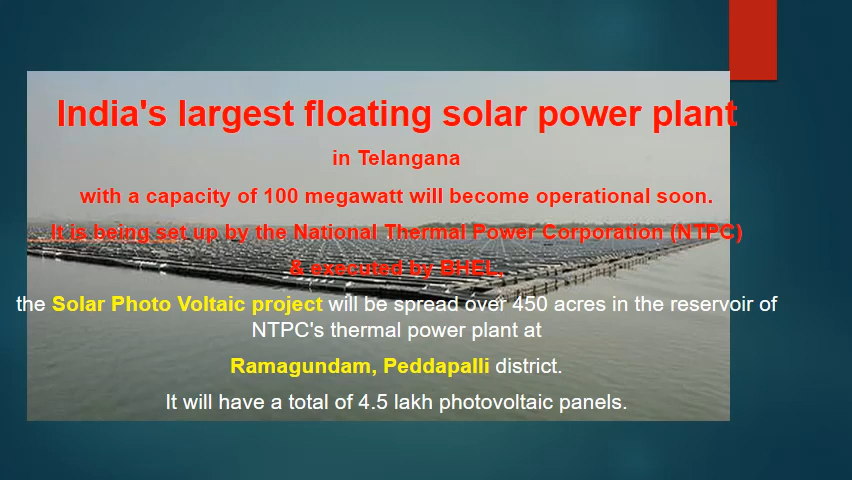 India's largest floating solar power plant
in Telangana
with a capacity of 100 megawatt will become operational soon.
It is being set up by the National Thermal Power Corporation (NTPC)
& executed by BHEL,
the Solar Photo Voltaic project will be spread over 450 acres in the reservoir of
NTPC's thermal power plant at
Ramagundam, Peddapalli district.
It will have a total of 4.5 lakh photovoltaic panels.